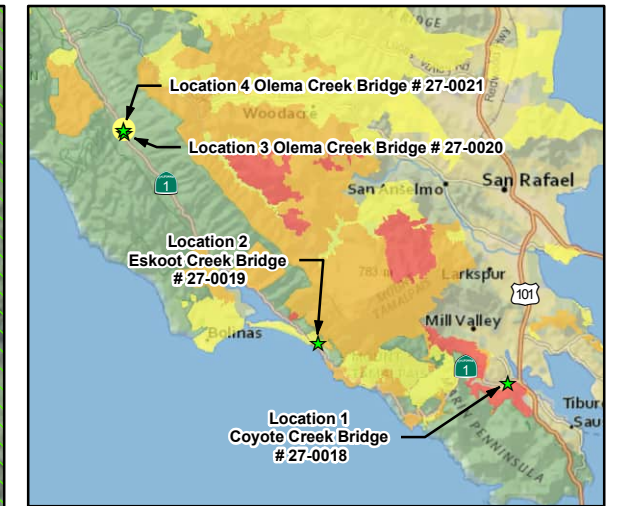 RIDGE
Location 4 Olema Creek Bridge # 27-0021
Woodacre
Location 3 Olema Creek Bridge # 27-0020
1
San Anselmo
San Rafael
Location 2
Eskoot Creek Bridge
# 27-0019
783 m
Larkspur
101
Mill Valley
Bolinas
1
Location 1
Coyote Creek Bridge
# 27-0018
Tibur
Sau
PENNINSULA